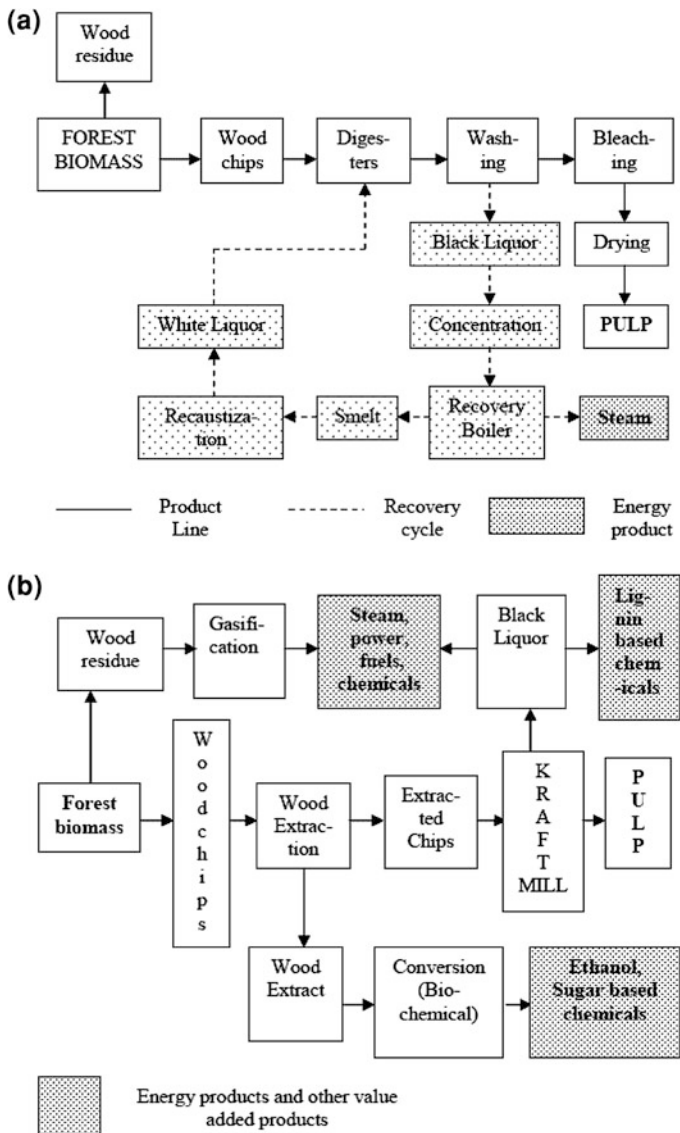 (a)
Wood
residue
FOREST
BIOMASS
Wood
chips
Diges-
ters
Wash-
ing
Bleach-
ing
Black Liquor
Drying
White Liquor
Concentration
PULP
Recaustiza-
tion
Smelt
Recovery
Boiler
Steam
Product
Line
Recovery
cycle
Energy
product
(b)
Wood
residue
Gasifi-
cation
Steam,
power,
fuels,
chemicals
Black
Liquor
Lig-
nin
based
chem
-icals
Forest
biomass
W
o
o
d
c
h
i
p
s
Wood
Extrac-
tion
Extrac-
ted
Chips
K
R
A
F
T
MILL
P
U
L
P
Wood
Extract
Conversion
(Bio-
chemical)
Ethanol,
Sugar based
chemicals
Energy products and other value
added products